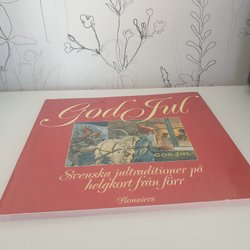 God Jul
GOD JUL!
Svenska jultraditioner på
helgkort från förr
Bonniers